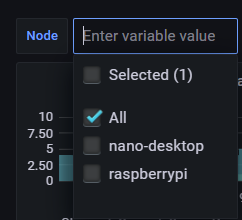 Node
Enter variable value
Selected (1)
All
nano-desktop
raspberrypi
10
7.50
5
2.50
0